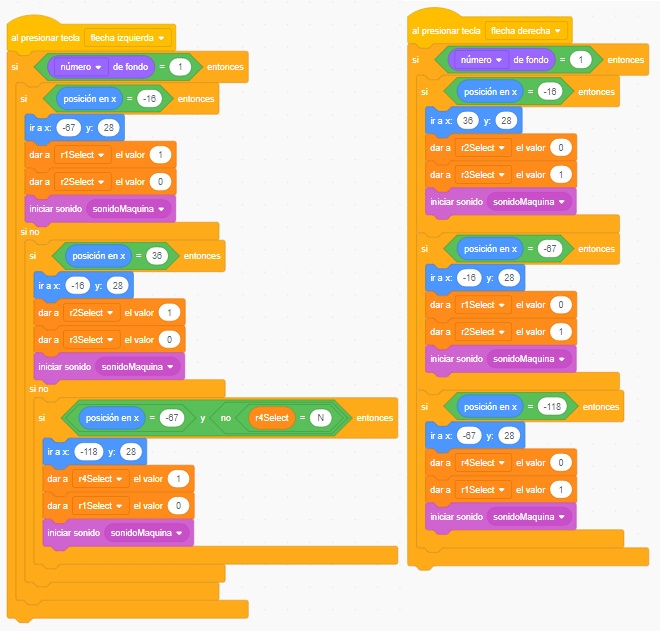 al presionar tecla flecha izquierda
si número de fondo = 1 entonces
si posición en x = -16 entonces
ir a x: -67 y: 28
dar a r1Select el valor 1
dar a r2Select el valor 0
iniciar sonido sonidoMaquina
si no
si posición en x = 36 entonces
ir a x: -16 y: 28
dar a r2Select el valor 1
dar a r3Select el valor 0
iniciar sonido sonidoMaquina
si no
si posición en x = -67 y no r4Select = N entonces
ir a x: -118 y: 28
dar a r4Select el valor 1
dar a r1Select el valor 0
iniciar sonido sonidoMaquina
al presionar tecla flecha derecha
si número de fondo = 1 entonces
si posición en x = -16 entonces
ir a x: 36 y: 28
dar a r2Select el valor 0
dar a r3Select el valor 1
iniciar sonido sonidoMaquina
si posición en x = -67 entonces
ir a x: -16 y: 28
dar a r1Select el valor 0
dar a r2Select el valor 1
iniciar sonido sonidoMaquina
si posición en x = -118 entonces
ir a x: -67 y: 28
dar a r4Select el valor 0
dar a r1Select el valor 1
iniciar sonido sonidoMaquina